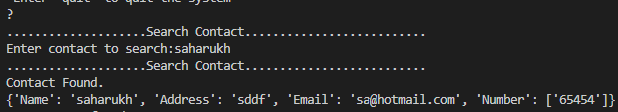 Enter 'quit' to quit the system
?
....................Search Contact..........................
Enter contact to search:saharukh
....................Search Contact..........................
Contact Found.
{'Name': 'saharukh', 'Address': 'sddf', 'Email': 'sa@hotmail.com', 'Number': ['65454']}